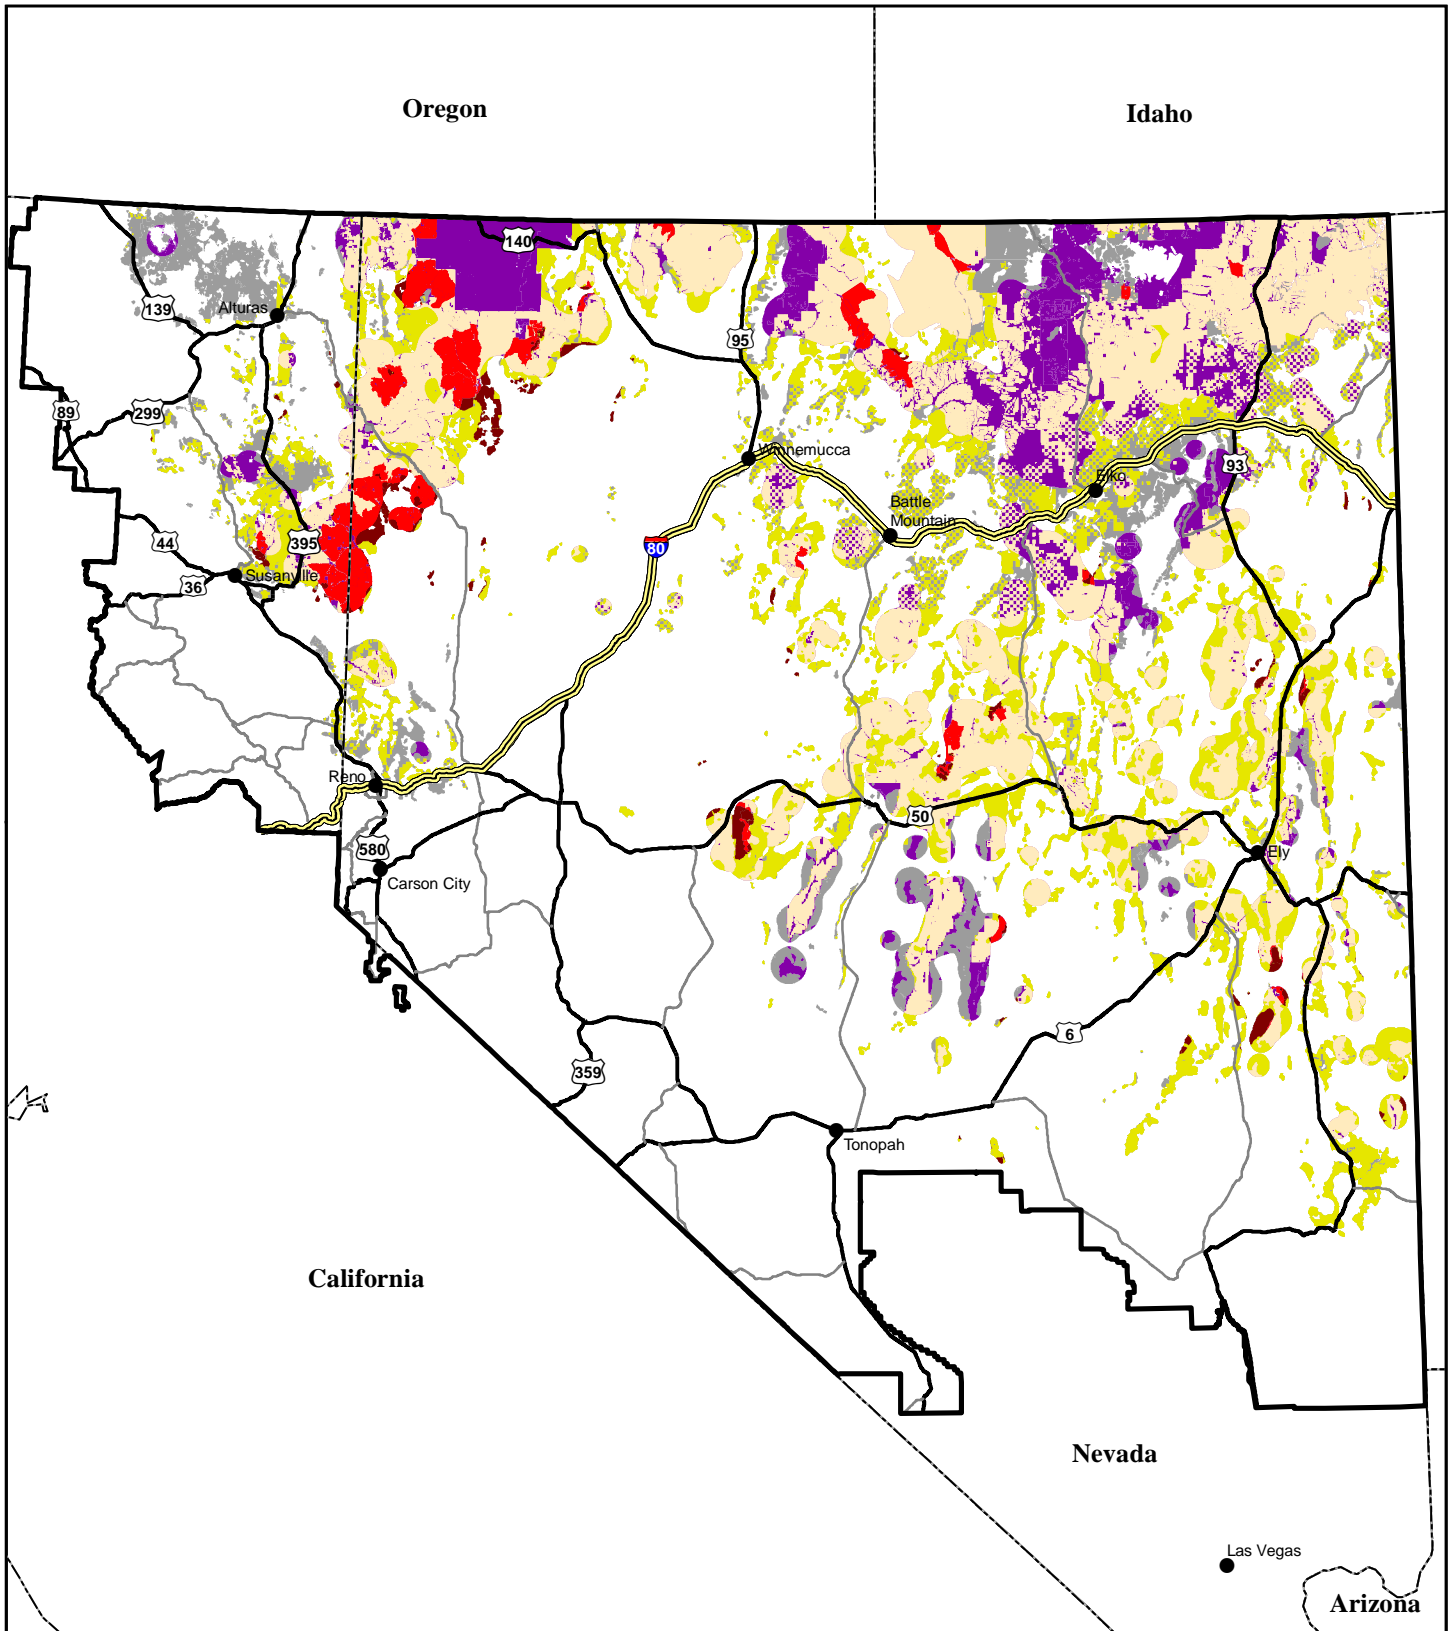 Oregon
Idaho
140
139
Alturas
95
89
299
Winnemucca
93
Elko
Battle
Mountain
44
395
80
Susanville
36
Reno
50
580
Ely
Carson City
6
359
Tonopah
California
Nevada
Las Vegas
Arizona